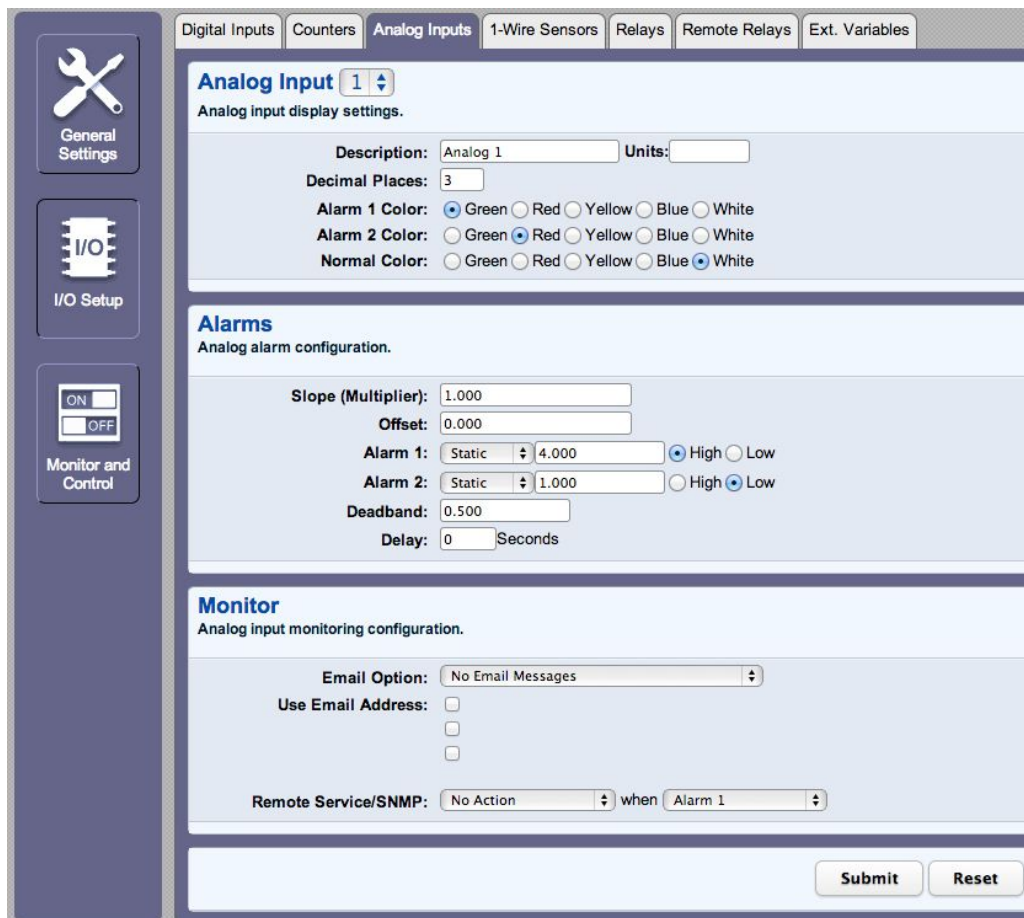 Digital Inputs Counters Analog Inputs 1-Wire Sensors Relays Remote Relays Ext. Variables
General
Settings
I/O
I/O Setup
ON
OFF
Monitor and
Control
Analog Input 1
Analog input display settings.
Description: Analog 1 Units:
Decimal Places: 3
Alarm 1 Color: Green Red Yellow Blue White
Alarm 2 Color: Green Red Yellow Blue White
Normal Color: Green Red Yellow Blue White
Alarms
Analog alarm configuration.
Slope (Multiplier): 1.000
Offset: 0.000
Alarm 1: Static 4.000 High Low
Alarm 2: Static 1.000 High Low
Deadband: 0.500
Delay: 0 Seconds
Monitor
Analog input monitoring configuration.
Email Option: No Email Messages
Use Email Address:
Remote Service/SNMP: No Action when Alarm 1
Submit Reset